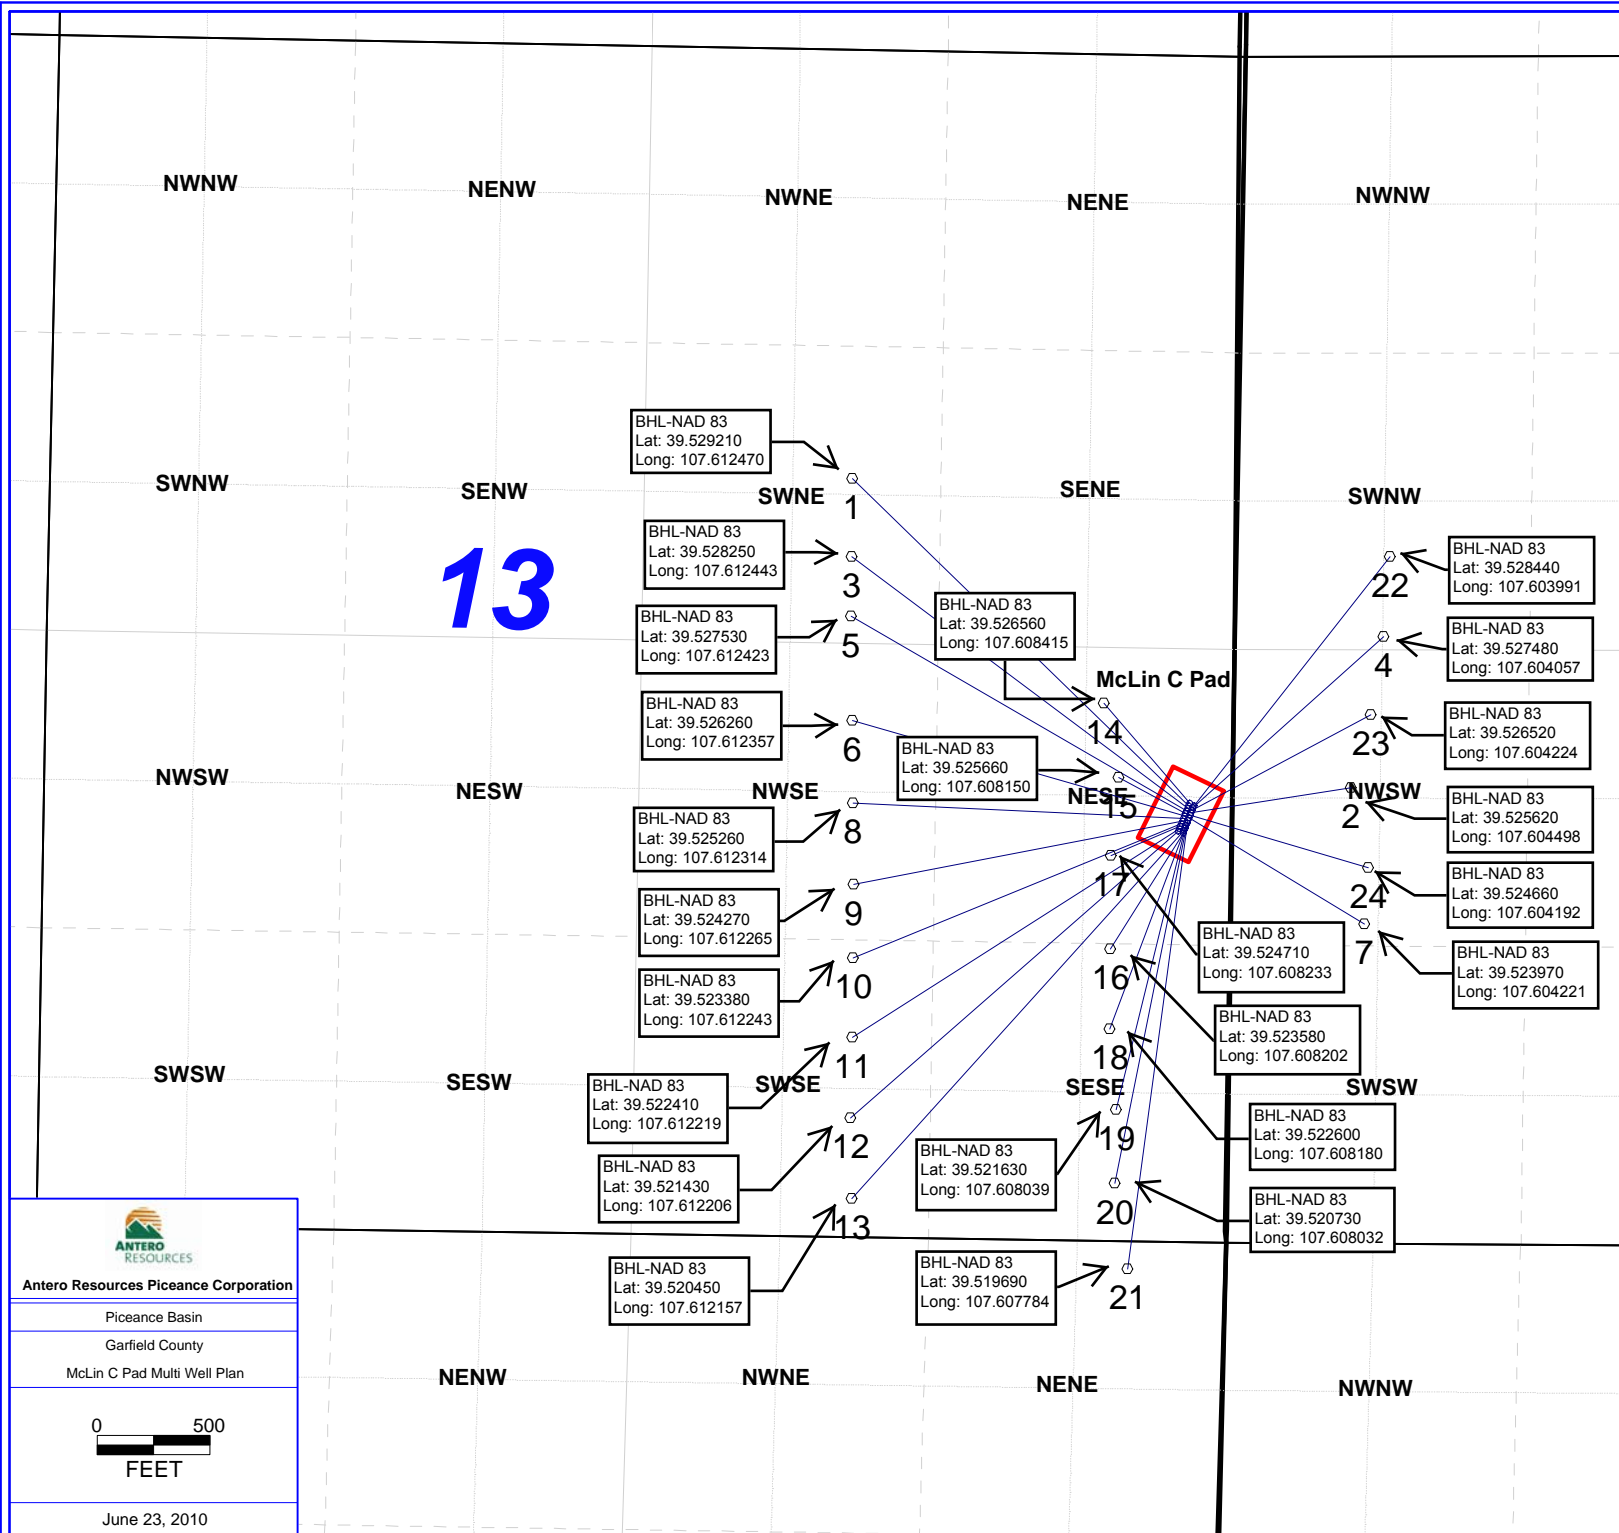 NWNW
NENW
NWNE
NENE
NWNW
BHL-NAD 83
Lat: 39.529210
Long: 107.612470
SWNW
SENW
SWNE
SENE
SWNW
1
BHL-NAD 83
Lat: 39.528250
Long: 107.612443
3
13
22
BHL-NAD 83
Lat: 39.528440
Long: 107.603991
BHL-NAD 83
Lat: 39.527530
Long: 107.612423
5
BHL-NAD 83
Lat: 39.526560
Long: 107.608415
4
BHL-NAD 83
Lat: 39.527480
Long: 107.604057
McLin C Pad
BHL-NAD 83
Lat: 39.526260
Long: 107.612357
6
14
23
BHL-NAD 83
Lat: 39.526520
Long: 107.604224
BHL-NAD 83
Lat: 39.525660
Long: 107.608150
NWSW
NESW
NWSE
NESE
15
NWSW
2
BHL-NAD 83
Lat: 39.525620
Long: 107.604498
BHL-NAD 83
Lat: 39.525260
Long: 107.612314
8
17
24
BHL-NAD 83
Lat: 39.524660
Long: 107.604192
BHL-NAD 83
Lat: 39.524270
Long: 107.612265
9
BHL-NAD 83
Lat: 39.524710
Long: 107.608233
7
BHL-NAD 83
Lat: 39.523970
Long: 107.604221
BHL-NAD 83
Lat: 39.523380
Long: 107.612243
10
16
BHL-NAD 83
Lat: 39.523580
Long: 107.608202
11
18
SWSW
SESW
SWSE
SESE
SWSW
BHL-NAD 83
Lat: 39.522410
Long: 107.612219
BHL-NAD 83
Lat: 39.522600
Long: 107.608180
12
19
BHL-NAD 83
Lat: 39.521430
Long: 107.612206
BHL-NAD 83
Lat: 39.521630
Long: 107.608039
13
20
BHL-NAD 83
Lat: 39.520730
Long: 107.608032
BHL-NAD 83
Lat: 39.520450
Long: 107.612157
BHL-NAD 83
Lat: 39.519690
Long: 107.607784
21
NENW
NWNE
NENE
NWNW
ANTERO
RESOURCES
Antero Resources Piceance Corporation
Piceance Basin
Garfield County
McLin C Pad Multi Well Plan
0 500
FEET
June 23, 2010